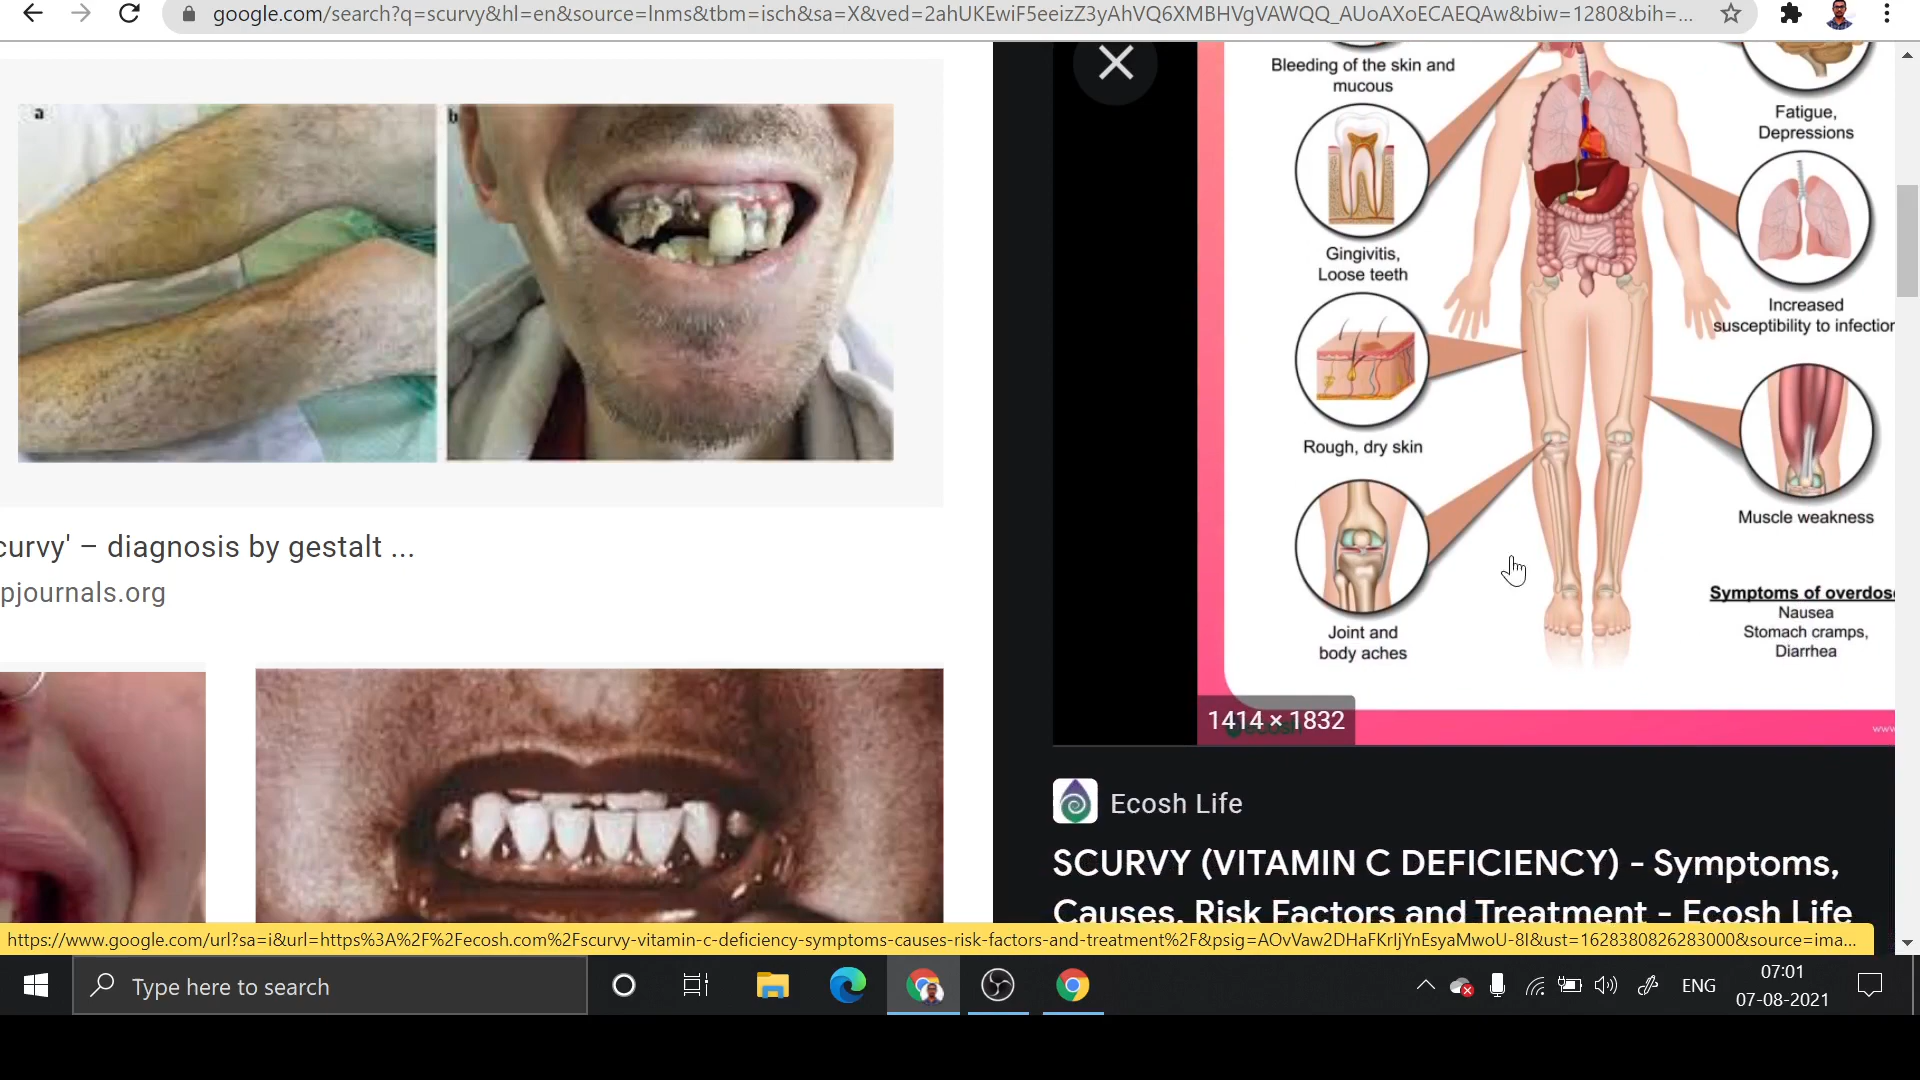 google.com/search?q=scurvy&hl=en&source=lnms&tbm=isch&sa=X&ved=2ahUKEwiF5eeizZ3yAhVQ6XMBHVgVAWQQ_AUoAXoECAEQAw&biw=1280&bih=...
a
b
curvy' – diagnosis by gestalt ...
pjournals.org
Bleeding of the skin and
mucous
Gingivitis,
Loose teeth
Rough, dry skin
Joint and
body aches
Fatigue,
Depressions
Increased
susceptibility to infection
Muscle weakness
Symptoms of overdose
Nausea
Stomach cramps,
Diarrhea
1414 × 1832
ecosh
www
Ecosh Life
SCURVY (VITAMIN C DEFICIENCY) - Symptoms,
Causes, Risk Factors and Treatment - Ecosh Life
https://www.google.com/url?sa=i&url=https%3A%2F%2Fecosh.com%2Fscurvy-vitamin-c-deficiency-symptoms-causes-risk-factors-and-treatment%2F&psig=AOvVaw2DHaFKrIjYnEsyaMwoU-8I&ust=1628380826283000&source=ima...
Type here to search
ENG
07:01
07-08-2021